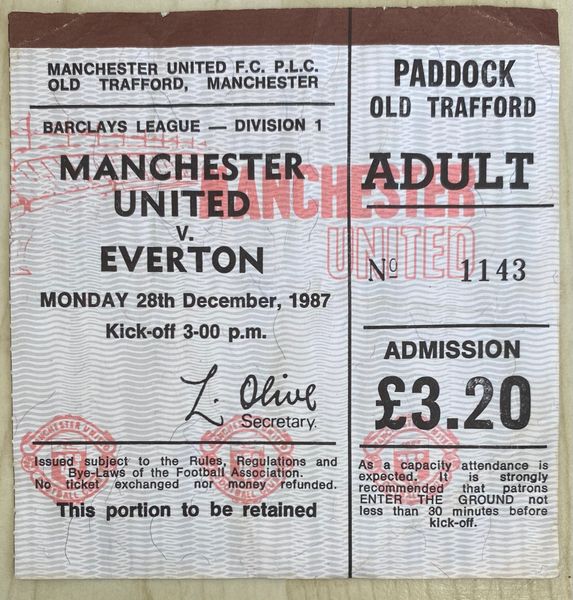 MANCHESTER UNITED F.C. P.L.C.
OLD TRAFFORD, MANCHESTER
BARCLAYS LEAGUE — DIVISION 1
MANCHESTER
UNITED
V.
EVERTON
MONDAY 28th December, 1987
Kick-off 3-00 p.m.
L. Olive
Secretary.
Issued subject to the Rules, Regulations and
Bye-Laws of the Football Association.
No ticket exchanged nor money refunded.
This portion to be retained
PADDOCK
OLD TRAFFORD
ADULT
MANCHESTER
UNITED
Nº 1143
ADMISSION
£3.20
As a capacity attendance is
expected. It is strongly
recommended that patrons
ENTER THE GROUND not
less than 30 minutes before
kick-off.
MANCHESTER UNITED
FOOTBALL CLUB